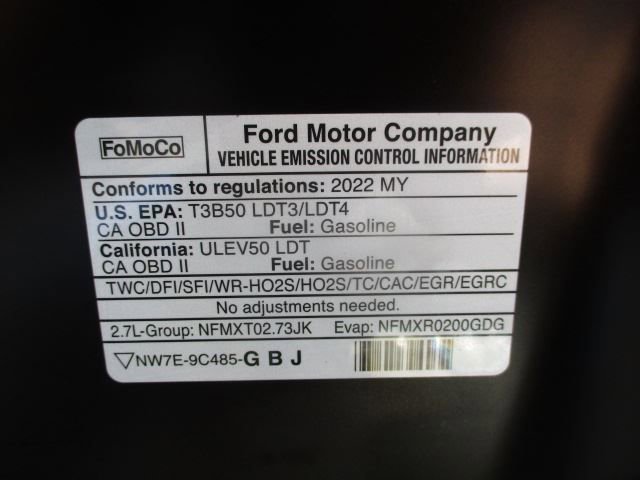 FoMoCo
Ford Motor Company
VEHICLE EMISSION CONTROL INFORMATION
Conforms to regulations: 2022 MY
U.S. EPA: T3B50 LDT3/LDT4
CA OBD II Fuel: Gasoline
California: ULEV50 LDT
CA OBD II Fuel: Gasoline
TWC/DFI/SFI/WR-HO2S/HO2S/TC/CAC/EGR/EGRC
No adjustments needed.
2.7L-Group: NFMXT02.73JK Evap: NFMXR0200GDG
NW7E-9C485-G B J